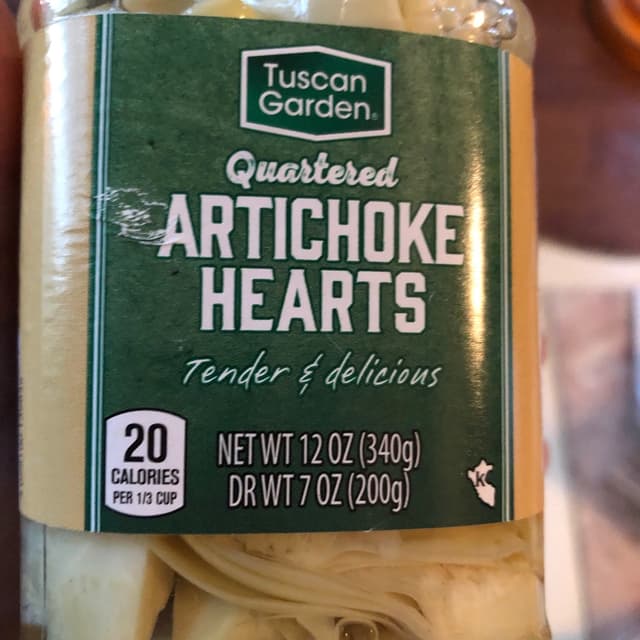 Tuscan
Garden®
Quartered
ARTICHOKE
HEARTS
Tender & delicious
20
CALORIES
PER 1/3 CUP
NET WT 12 OZ (340g)
DR WT 7 OZ (200g)
K